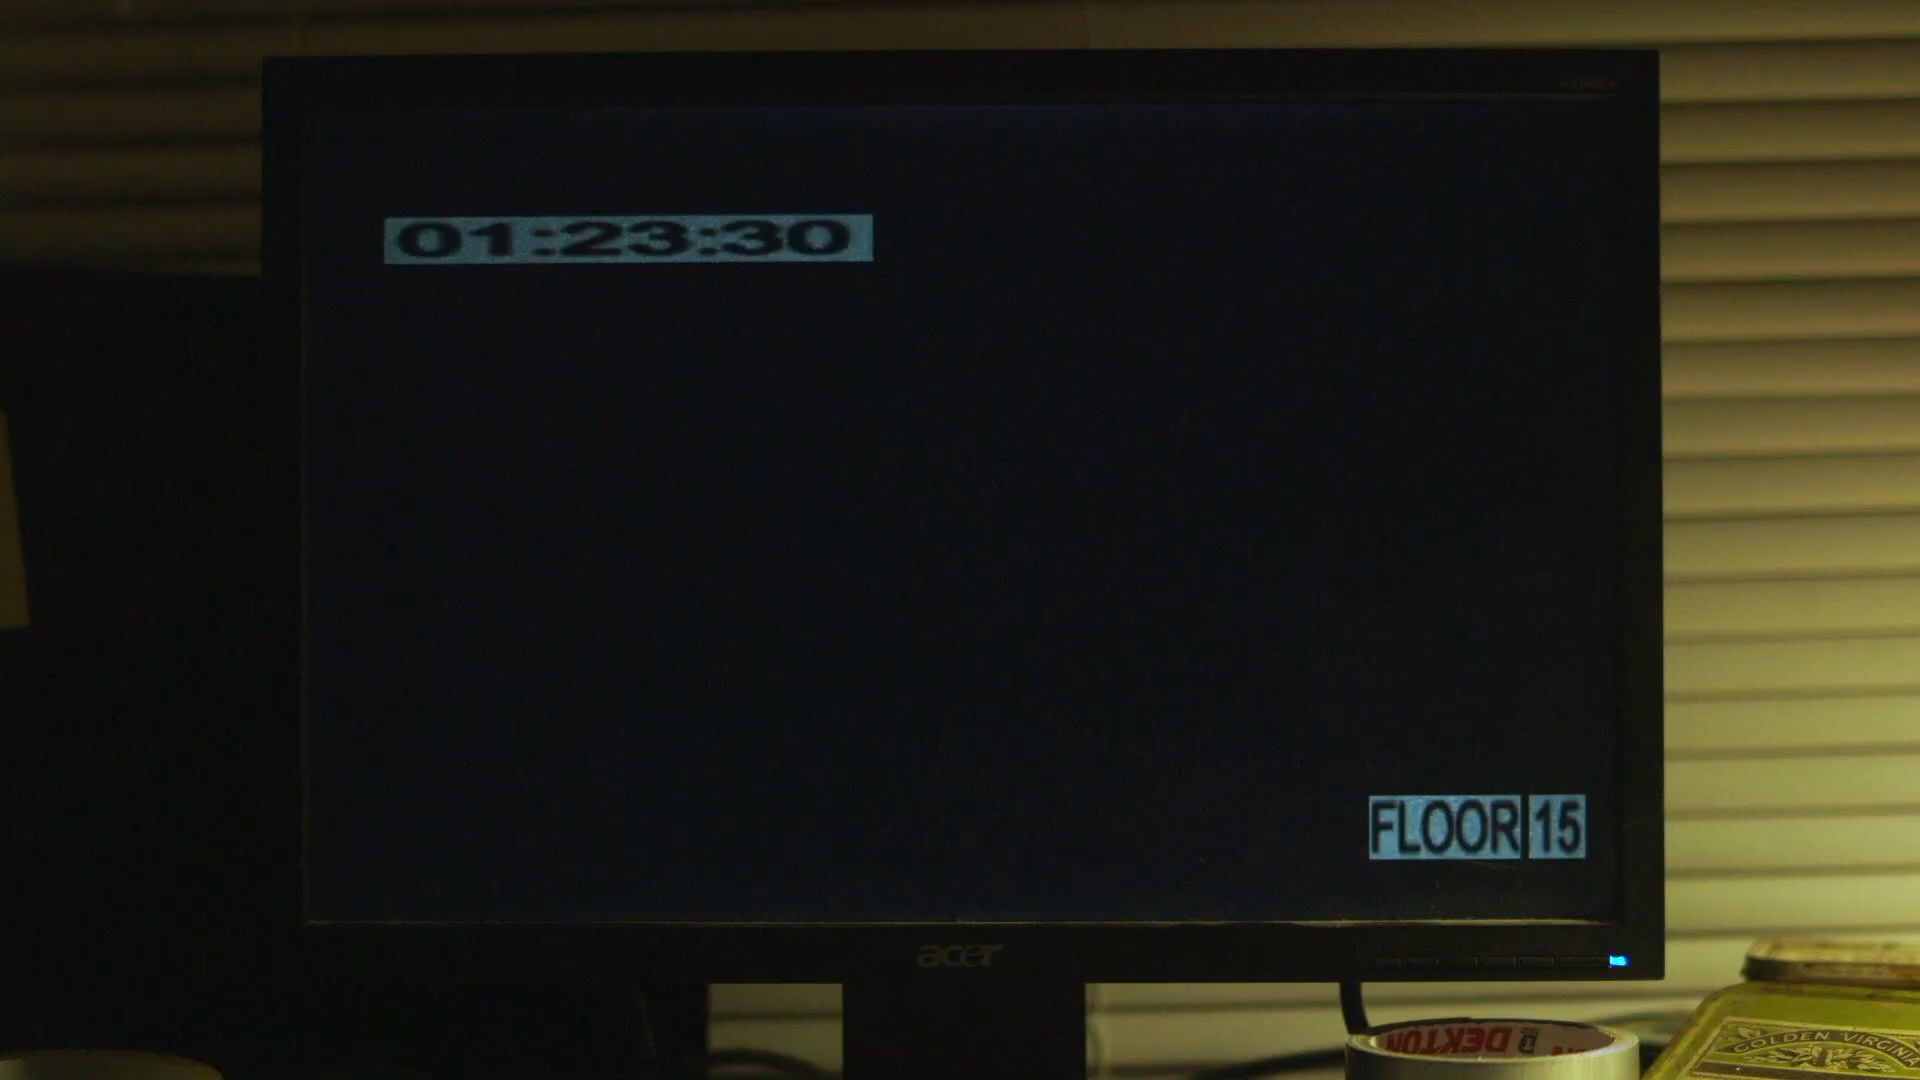 01:23:30
FLOOR 15
acer
DEKTON
GOLDEN VIRGINIA